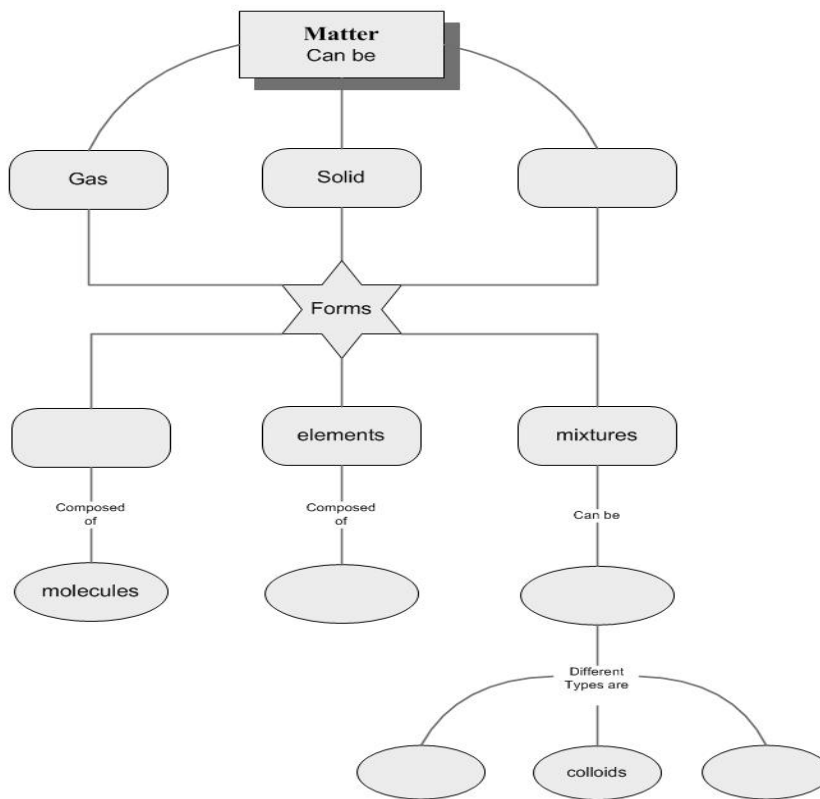 Matter
Can be
Gas
Solid
Forms
elements
mixtures
Composed
of
Composed
of
Can be
molecules
Different
Types are
colloids